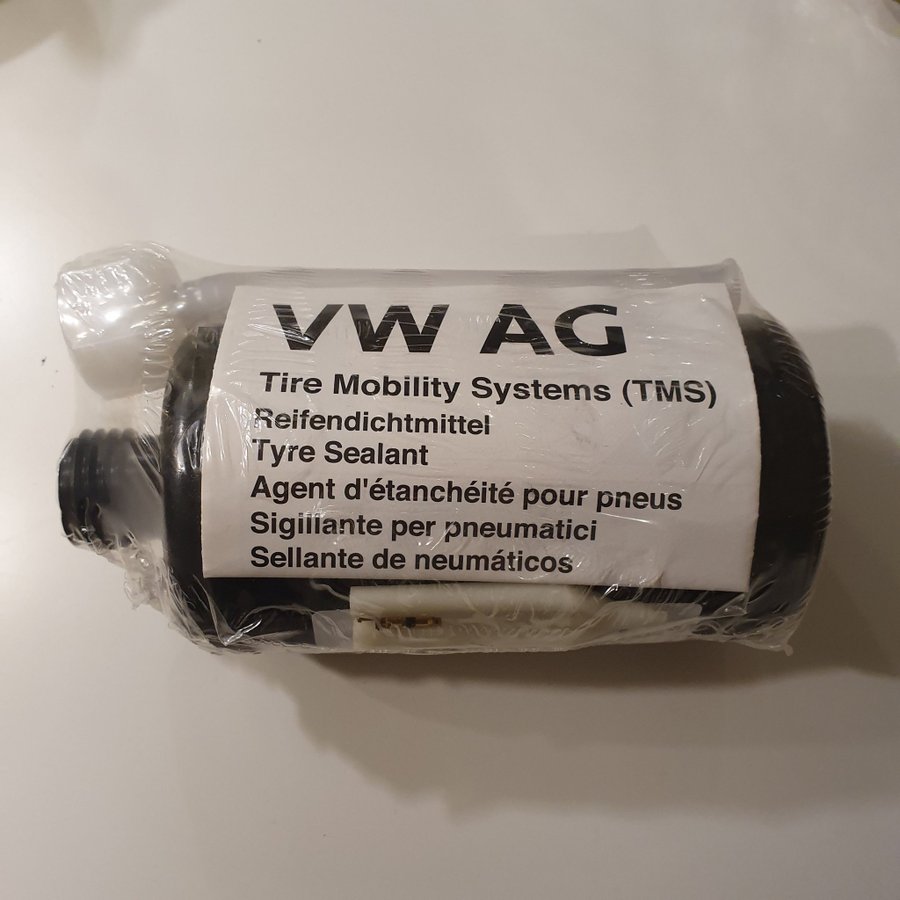 VW AG
Tire Mobility Systems (TMS)
Reifendichtmittel
Tyre Sealant
Agent d'étanchéité pour pneus
Sigillante per pneumatici
Sellante de neumáticos